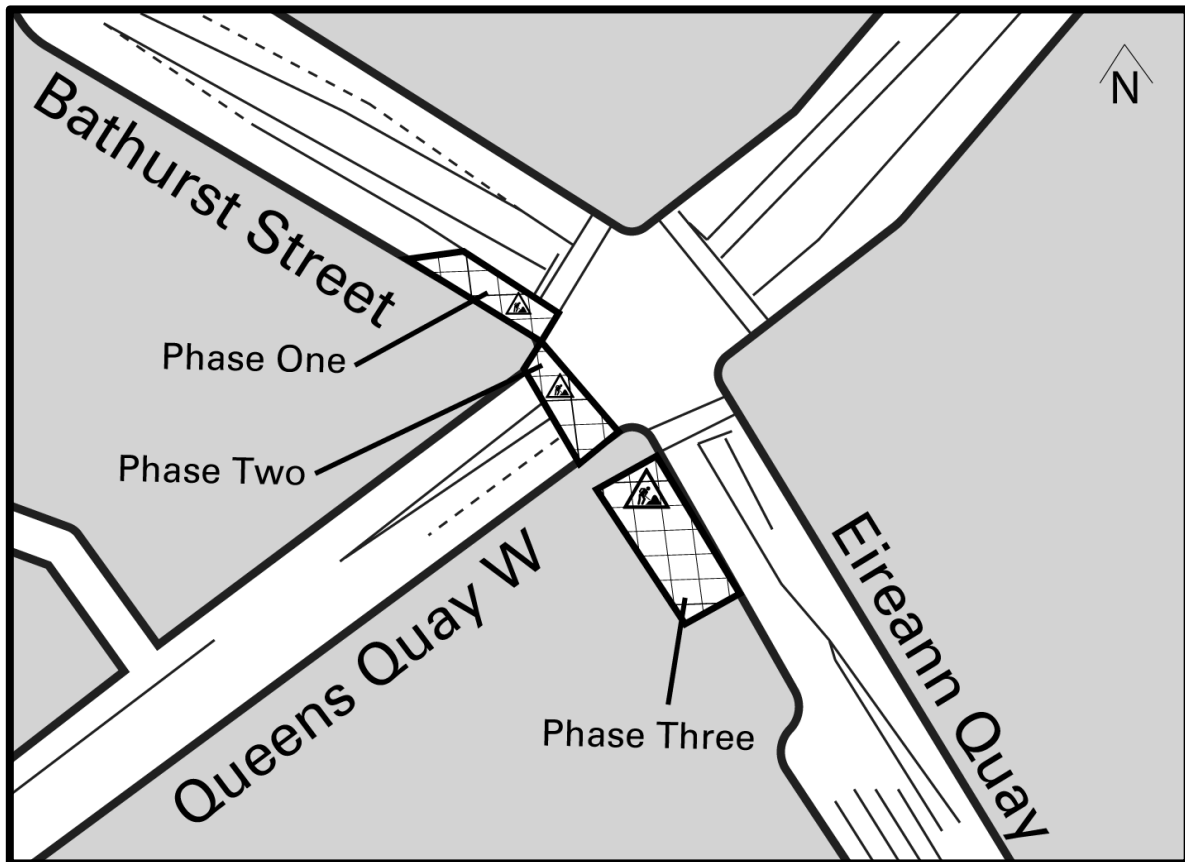 N
Bathurst Street
Phase One
Phase Two
Queens Quay W
Eireann Quay
Phase Three